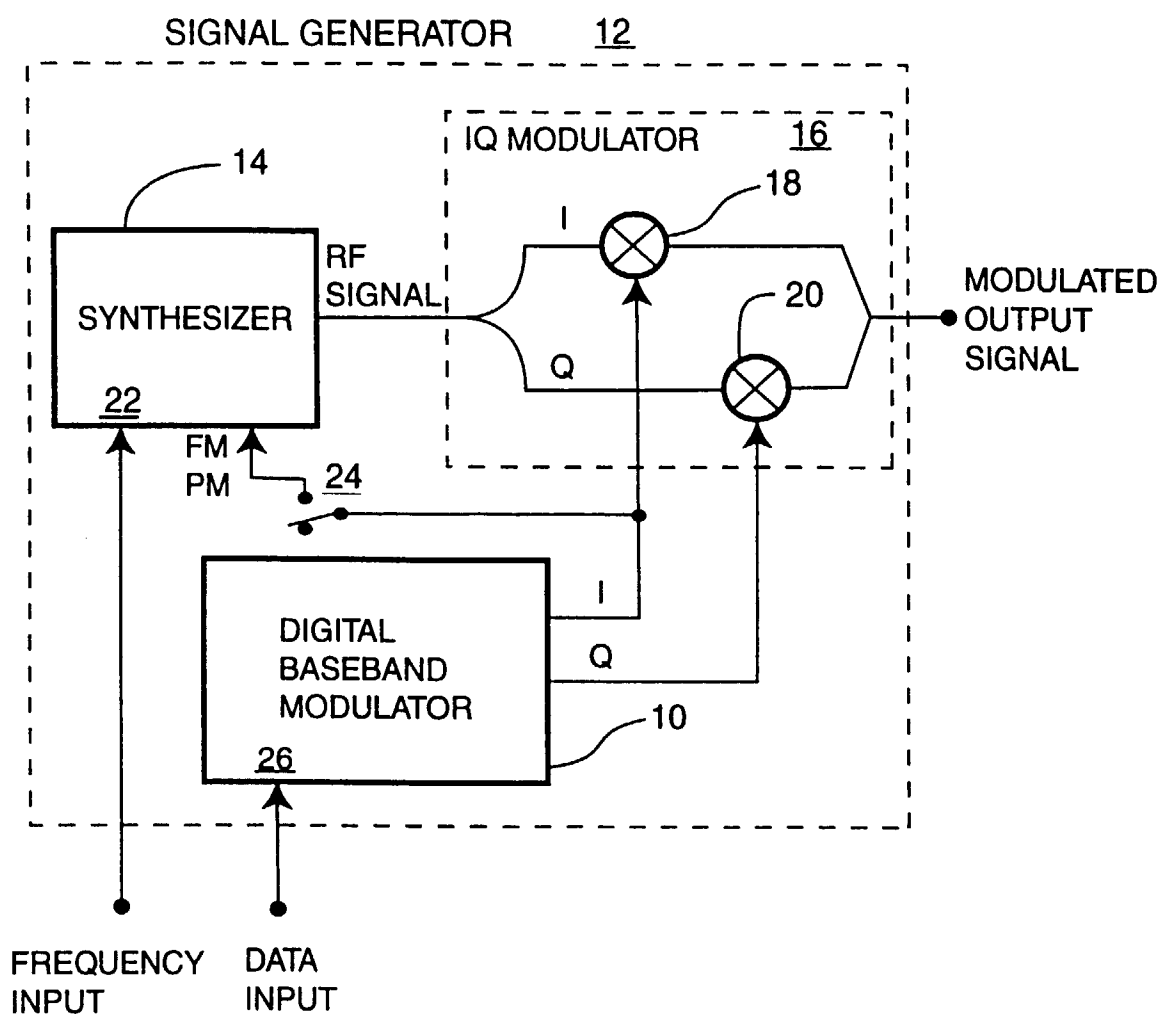 SIGNAL GENERATOR 12
IQ MODULATOR 16
14
18
I
RF
SIGNAL
SYNTHESIZER
20
MODULATED
OUTPUT
SIGNAL
Q
22
FM
PM
24
I
DIGITAL
BASEBAND
MODULATOR
Q
10
26
FREQUENCY
INPUT
DATA
INPUT